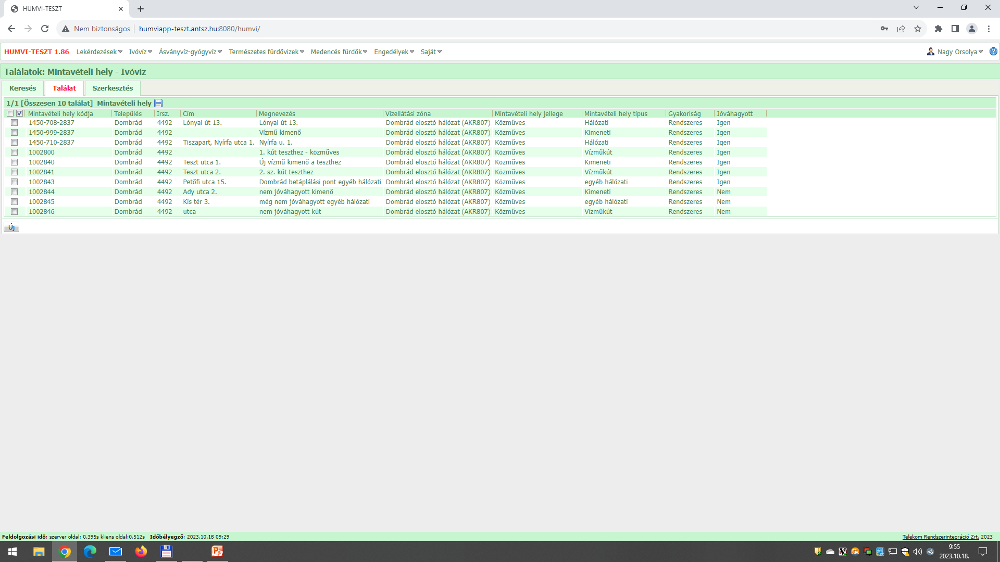 HUMVI-TESZT
Nem biztonságos humviapp-teszt.antsz.hu:8080/humvi/
HUMVI-TESZT 1.86 Lekérdezések Ivóvíz Ásványvíz-gyógyvíz Természetes fürdővizek Medencés fürdők Engedélyek Saját Nagy Orsolya
Találatok: Mintavételi hely - Ivóvíz
Keresés Találat Szerkesztés
1/1 [Összesen 10 találat] Mintavételi hely
Mintavételi hely kódja Település Irsz. Cím Megnevezés Vízellátási zóna Mintavételi hely jellege Mintavételi hely típus Gyakoriság Jóváhagyott
1450-708-2837 Dombrád 4492 Lónyai út 13. Lónyai út 13. Dombrád elosztó hálózat (AKR807) Közműves Hálózati Rendszeres Igen
1450-999-2837 Dombrád 4492 Vízmű kimenő Dombrád elosztó hálózat (AKR807) Közműves Kimeneti Rendszeres Igen
1450-710-2837 Dombrád 4492 Tiszapart, Nyírfa utca 1. Nyírfa u. 1. Dombrád elosztó hálózat (AKR807) Közműves Hálózati Rendszeres Igen
1002800 Dombrád 4492 1. kút teszthez - közműves Dombrád elosztó hálózat (AKR807) Közműves Vízműkút Rendszeres Igen
1002840 Dombrád 4492 Teszt utca 1. Új vízmű kimenő a teszthez Dombrád elosztó hálózat (AKR807) Közműves Kimeneti Rendszeres Igen
1002841 Dombrád 4492 Teszt utca 2. 2. sz. kút teszthez Dombrád elosztó hálózat (AKR807) Közműves Vízműkút Rendszeres Igen
1002843 Dombrád 4492 Petőfi utca 15. Dombrád betáplálási pont egyéb hálózati Dombrád elosztó hálózat (AKR807) Közműves egyéb hálózati Rendszeres Igen
1002844 Dombrád 4492 Ady utca 2. nem jóváhagyott kimenő Dombrád elosztó hálózat (AKR807) Közműves Kimeneti Rendszeres Nem
1002845 Dombrád 4492 Kis tér 3. még nem jóváhagyott egyéb hálózati Dombrád elosztó hálózat (AKR807) Közműves egyéb hálózati Rendszeres Nem
1002846 Dombrád 4492 utca nem jóváhagyott kút Dombrád elosztó hálózat (AKR807) Közműves Vízműkút Rendszeres Nem
Új
Feldolgozási idő: szerver oldal: 0,395s kliens oldal:0,512s Időbélyegző: 2023.10.18 09:29 Telekom Rendszerintegráció Zrt. 2023
9:55
2023.10.18.